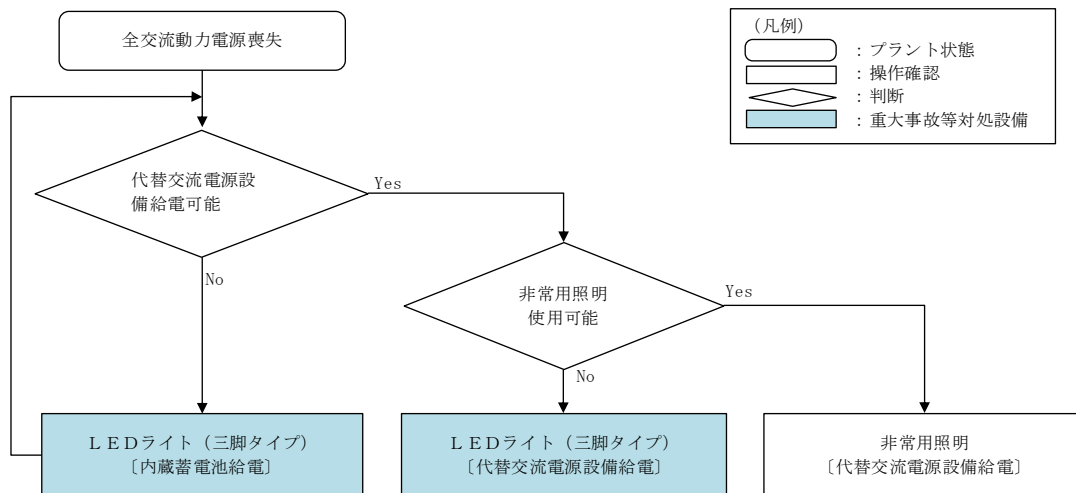 全交流動力電源喪失
（凡例）
：プラント状態
：操作確認
：判断
：重大事故等対処設備
代替交流電源設
備給電可能
Yes
No
非常用照明
使用可能
Yes
No
ＬＥＤライト（三脚タイプ）
〔内蔵蓄電池給電〕
ＬＥＤライト（三脚タイプ）
〔代替交流電源設備給電〕
非常用照明
〔代替交流電源設備給電〕